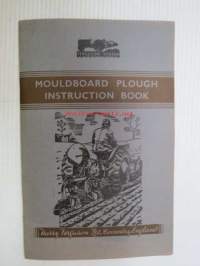 MOULDBOARD PLOUGH
INSTRUCTION BOOK
Harry Ferguson Ltd. Coventry, England